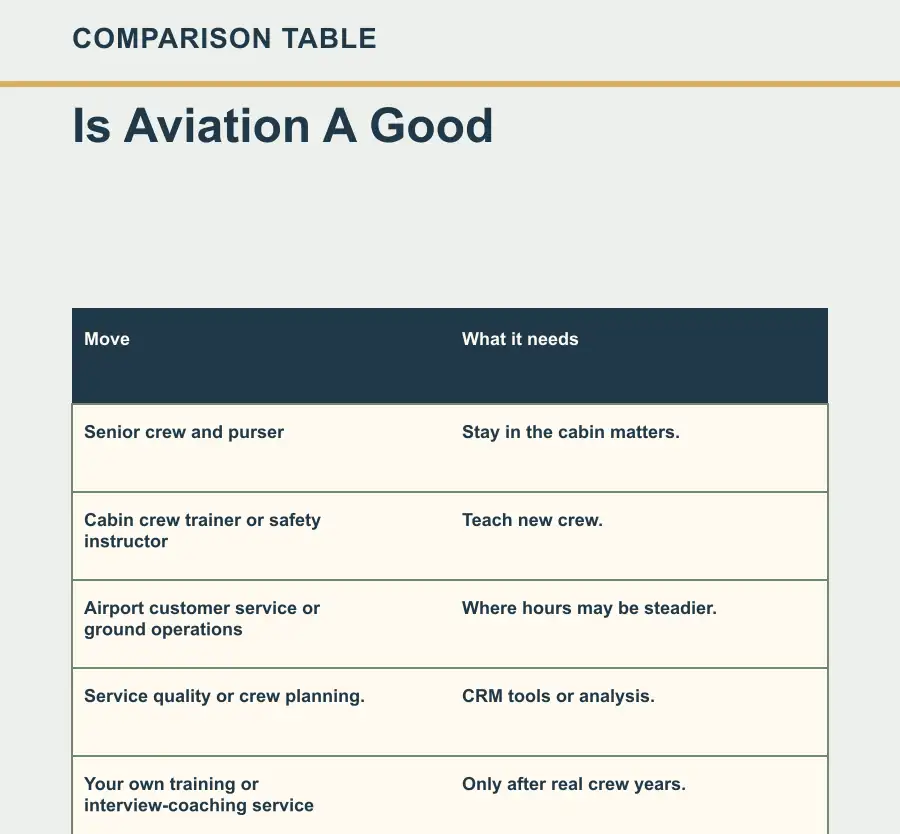 COMPARISON TABLE
Is Aviation A Good
Move
What it needs
Senior crew and purser
Stay in the cabin matters.
Cabin crew trainer or safety
instructor
Teach new crew.
Airport customer service or
ground operations
Where hours may be steadier.
Service quality or crew planning.
CRM tools or analysis.
Your own training or
interview-coaching service
Only after real crew years.